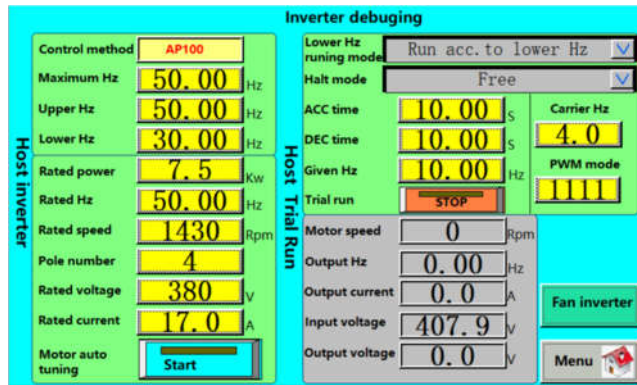 Inverter debuging
Host inverter
Control method AP100
Maximum Hz 50.00 Hz
Upper Hz 50.00 Hz
Lower Hz 30.00 Hz
Rated power 7.5 Kw
Rated Hz 50.00 Hz
Rated speed 1430 Rpm
Pole number 4
Rated voltage 380 V
Rated current 17.0 A
Motor auto
tuning
Start
Host Trial Run
Lower Hz
runing mode
Run acc.to lower Hz
Halt mode Free
ACC time 10.00 S
DEC time 10.00 S
Given Hz 10.00 Hz
Trial run STOP
Carrier Hz
4.0
PWM mode
1111
Motor speed 0 Rpm
Output Hz 0.00 Hz
Output current 0.0 A
Input voltage 407.9 V
Output voltage 0.0 V
Fan inverter
Menu